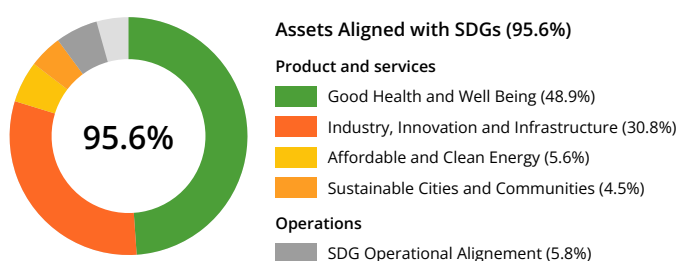 95.6%
Assets Aligned with SDGs (95.6%)
Product and services
Good Health and Well Being (48.9%)
Industry, Innovation and Infrastructure (30.8%)
Affordable and Clean Energy (5.6%)
Sustainable Cities and Communities (4.5%)
Operations
SDG Operational Alignement (5.8%)